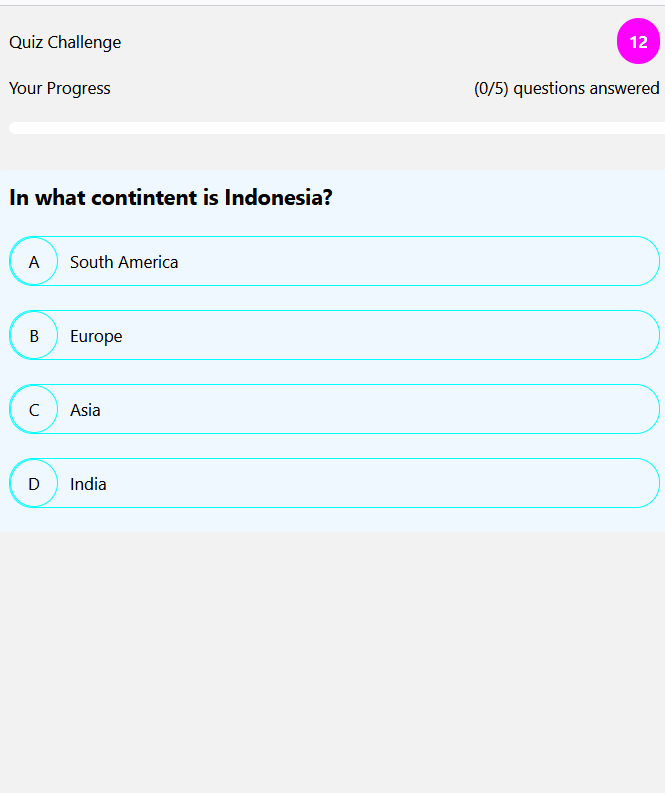 Quiz Challenge
12
Your Progress
(0/5) questions answered
In what contintent is Indonesia?
A
South America
B
Europe
C
Asia
D
India